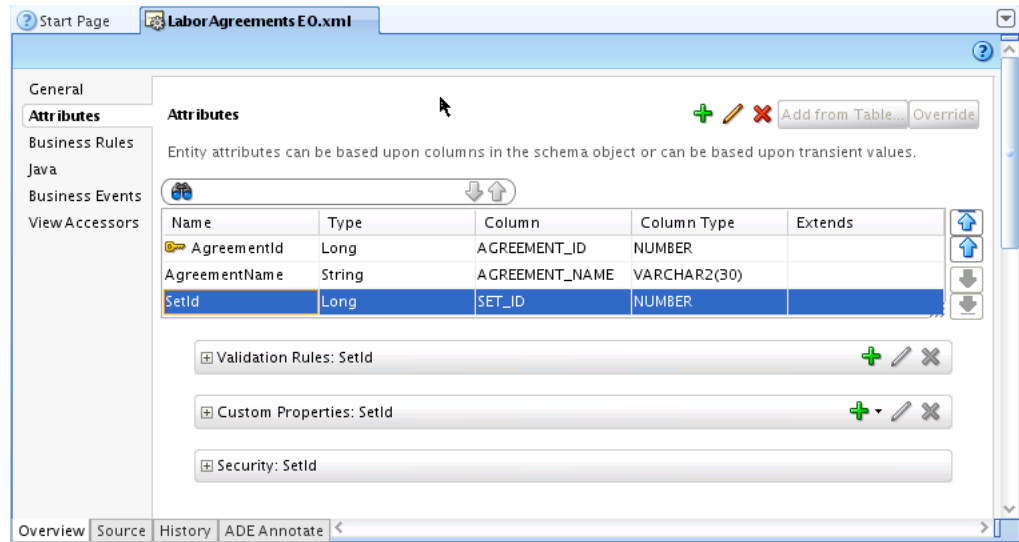 Start Page LaborAgreementsEO.xml
General
Attributes
Business Rules
Java
Business Events
View Accessors
Attributes Add from Table... Override
Entity attributes can be based upon columns in the schema object or can be based upon transient values.
Name Type Column Column Type Extends
AgreementId Long AGREEMENT_ID NUMBER
AgreementName String AGREEMENT_NAME VARCHAR2(30)
SetId Long SET_ID NUMBER
Validation Rules: SetId
Custom Properties: SetId
Security: SetId
Overview Source History ADE Annotate